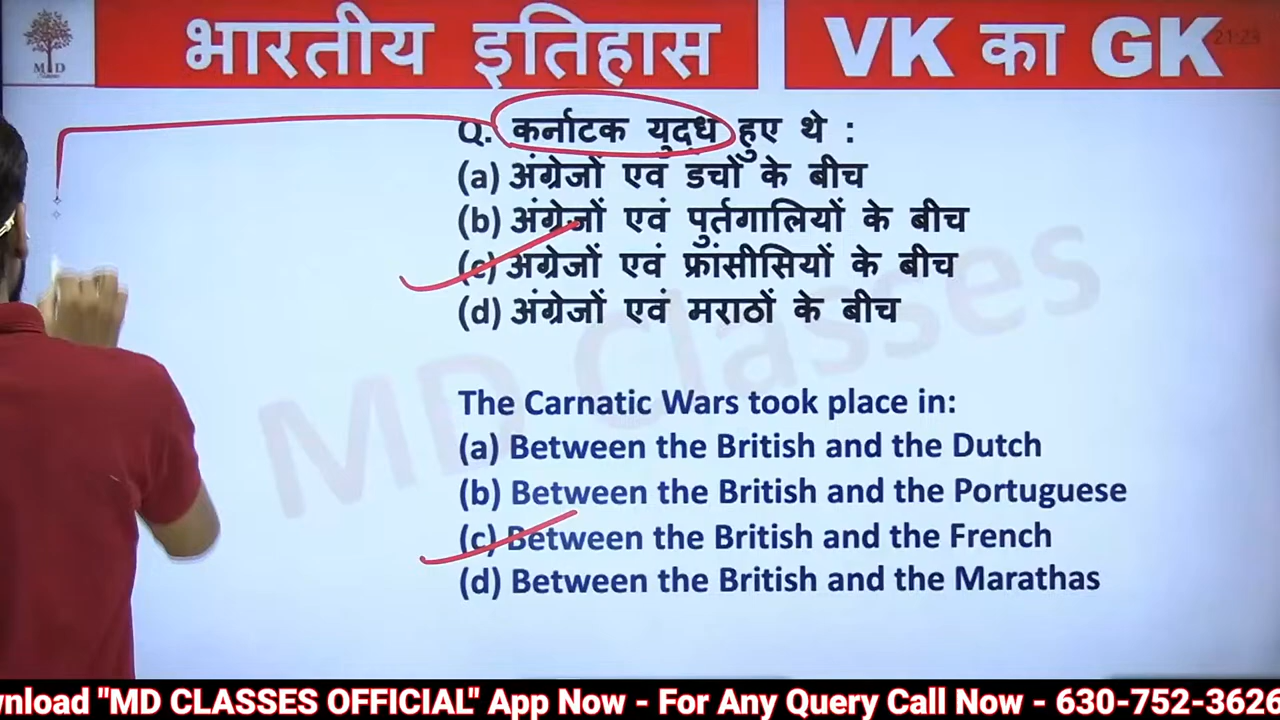 भारतीय इतिहास
VK का GK
21:23
MD
Q. कर्नाटक युद्ध हुए थे :
(a) अंग्रेजों एवं डचों के बीच
(b) अंग्रेजों एवं पुर्तगालियों के बीच
(c) अंग्रेजों एवं फ्रांसीसियों के बीच
(d) अंग्रेजों एवं मराठों के बीच
MD Classes
The Carnatic Wars took place in:
(a) Between the British and the Dutch
(b) Between the British and the Portuguese
(c) Between the British and the French
(d) Between the British and the Marathas
wnload "MD CLASSES OFFICIAL" App Now - For Any Query Call Now - 630-752-3626